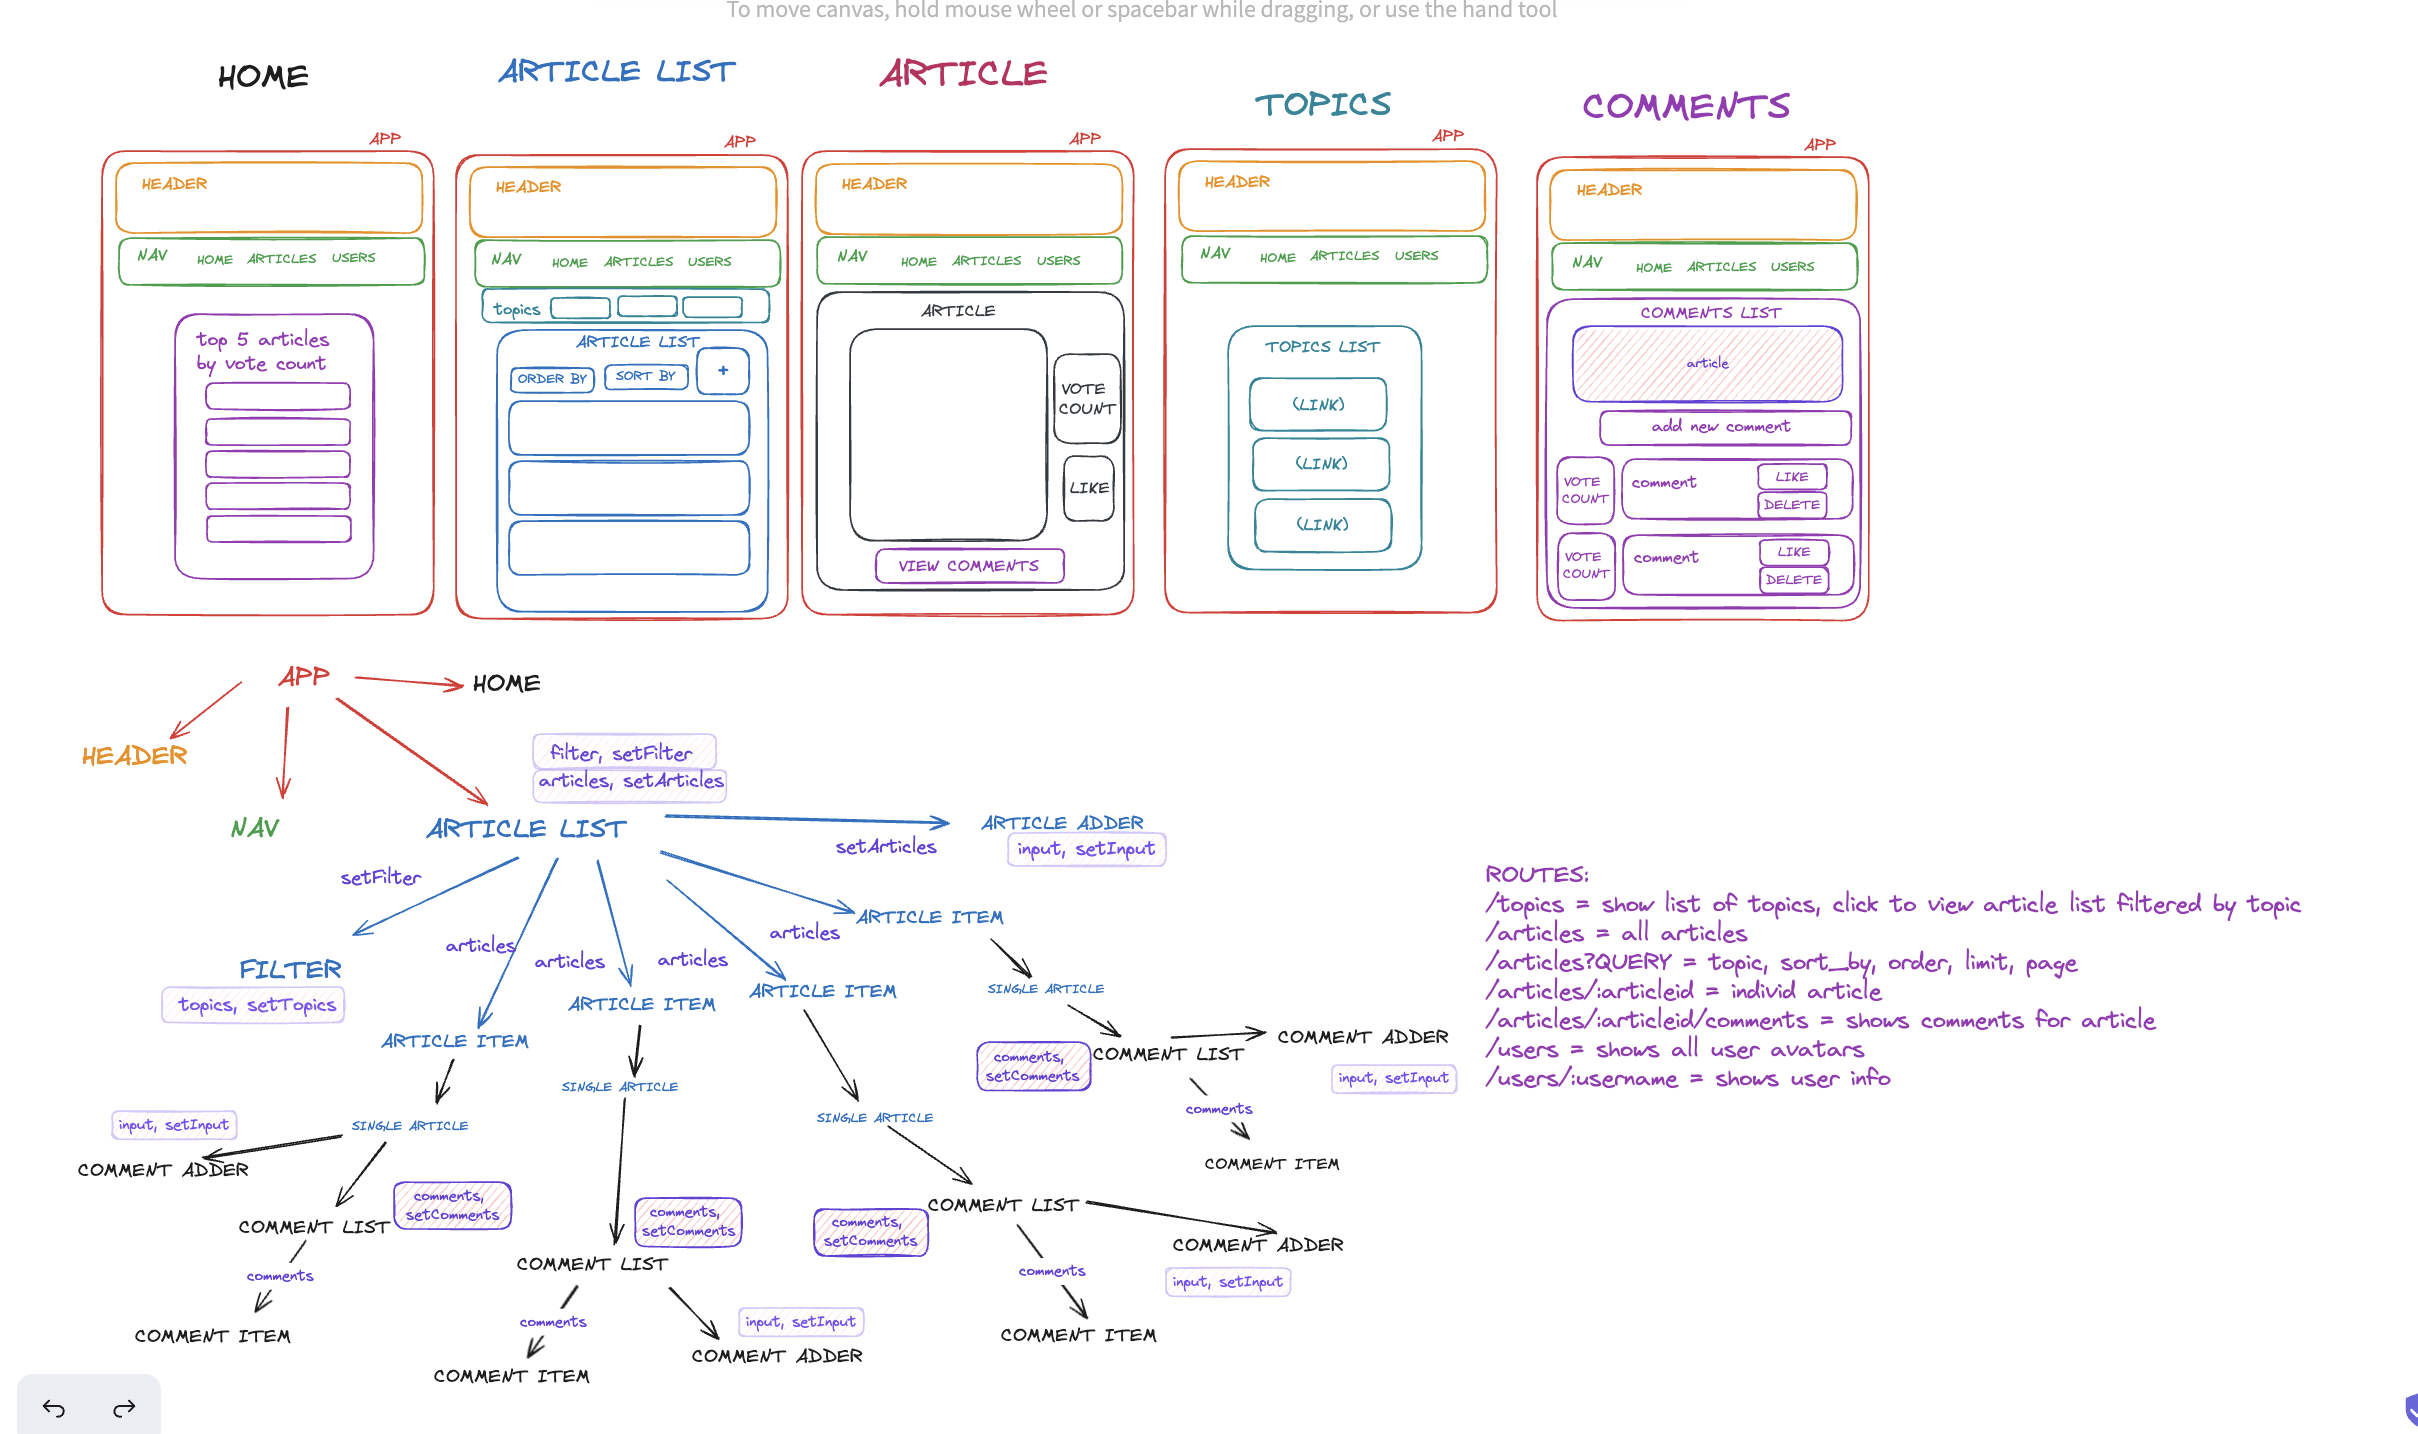 To move canvas, hold mouse wheel or spacebar while dragging, or use the hand tool
HOME
ARTICLE LIST
ARTICLE
TOPICS
COMMENTS
APP
HEADER
NAV HOME ARTICLES USERS
top 5 articles
by vote count
APP
HEADER
NAV HOME ARTICLES USERS
topics
ARTICLE LIST
ORDER BY SORT BY +
APP
HEADER
NAV HOME ARTICLES USERS
ARTICLE
VOTE
COUNT
LIKE
VIEW COMMENTS
APP
HEADER
NAV HOME ARTICLES USERS
TOPICS LIST
(LINK)
(LINK)
(LINK)
APP
HEADER
NAV HOME ARTICLES USERS
COMMENTS LIST
article
add new comment
VOTE
COUNT
comment
LIKE
DELETE
VOTE
COUNT
comment
LIKE
DELETE
APP
HOME
HEADER
NAV
filter, setFilter
articles, setArticles
ARTICLE LIST
setArticles
ARTICLE ADDER
input, setInput
setFilter
FILTER
topics, setTopics
articles
articles
articles
articles
ARTICLE ITEM
ARTICLE ITEM
ARTICLE ITEM
ARTICLE ITEM
SINGLE ARTICLE
comments,
setComments
COMMENT LIST
COMMENT ADDER
input, setInput
comments
COMMENT ITEM
SINGLE ARTICLE
SINGLE ARTICLE
SINGLE ARTICLE
input, setInput
COMMENT ADDER
COMMENT LIST
comments,
setComments
comments
COMMENT ITEM
comments,
setComments
COMMENT LIST
comments
COMMENT ITEM
input, setInput
COMMENT ADDER
comments,
setComments
COMMENT LIST
COMMENT ADDER
input, setInput
comments
COMMENT ITEM
ROUTES:
/topics = show list of topics, click to view article list filtered by topic
/articles = all articles
/articles?QUERY = topic, sort_by, order, limit, page
/articles/:articleid = individ article
/articles/:articleid/comments = shows comments for article
/users = shows all user avatars
/users/:username = shows user info